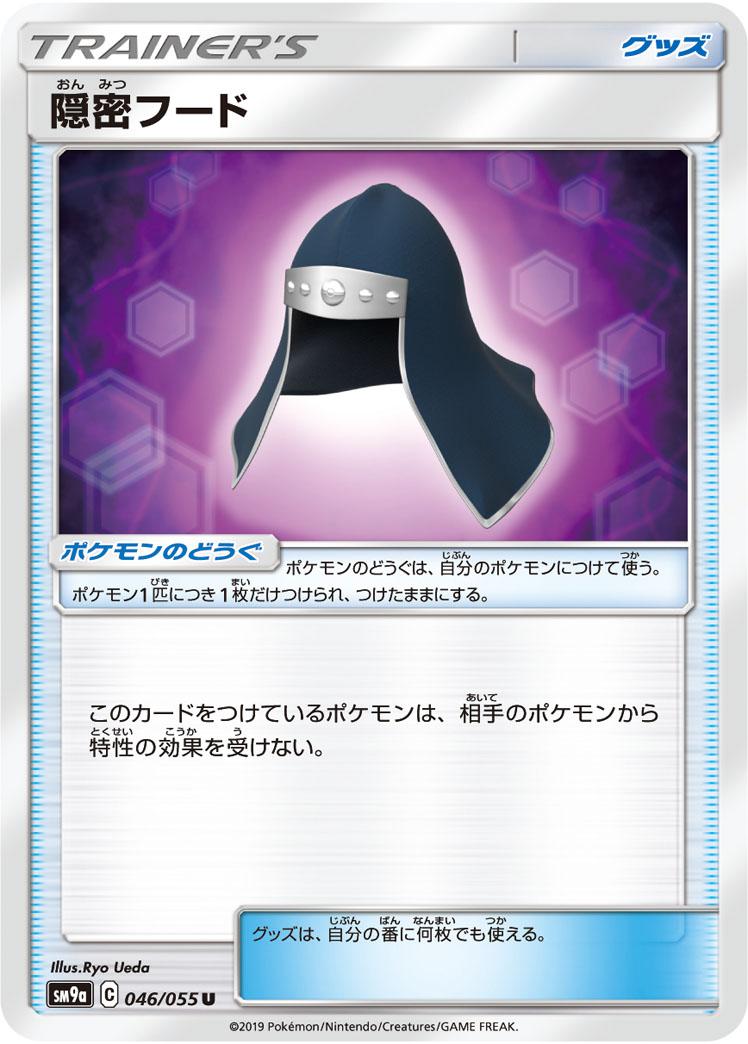 TRAINER'S グッズ
おん みつ
隠密フード
ポケモンのどうぐ
じぶん つか
ポケモンのどうぐは、自分のポケモンにつけて使う。
びき まい
ポケモン1匹につき1枚だけつけられ、つけたままにする。
あいて
このカードをつけているポケモンは、相手のポケモンから
とくせい こうか う
特性の効果を受けない。
じぶん ばん なんまい つか
グッズは、自分の番に何枚でも使える。
Illus.Ryo Ueda
SM9a C 046/055 U
©2019 Pokémon/Nintendo/Creatures/GAME FREAK.